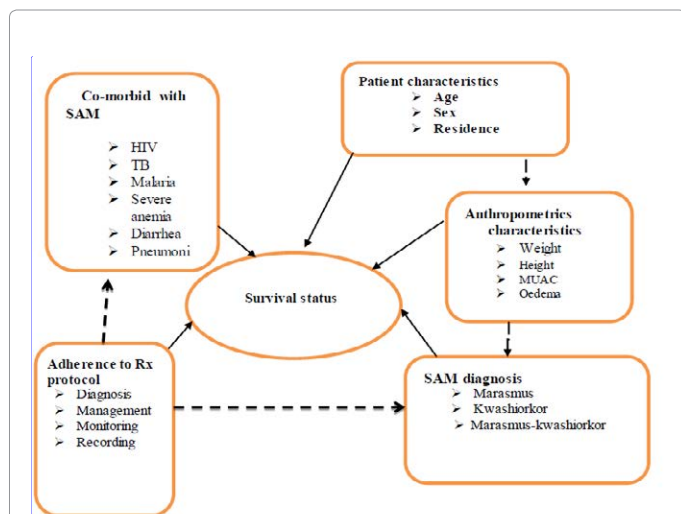 Co-morbid with
SAM
➢ HIV
➢ TB
➢ Malaria
➢ Severe
anemia
➢ Diarrhea
➢ Pneumoni
Patient characteristics
➢ Age
➢ Sex
➢ Residence
Anthropometrics
characteristics
➢ Weight
➢ Height
➢ MUAC
➢ Oedema
Survival status
Adherence to Rx
protocol
➢ Diagnosis
➢ Management
➢ Monitoring
➢ Recording
SAM diagnosis
➢ Marasmus
➢ Kwashiorkor
➢ Marasmus-kwashiorkor